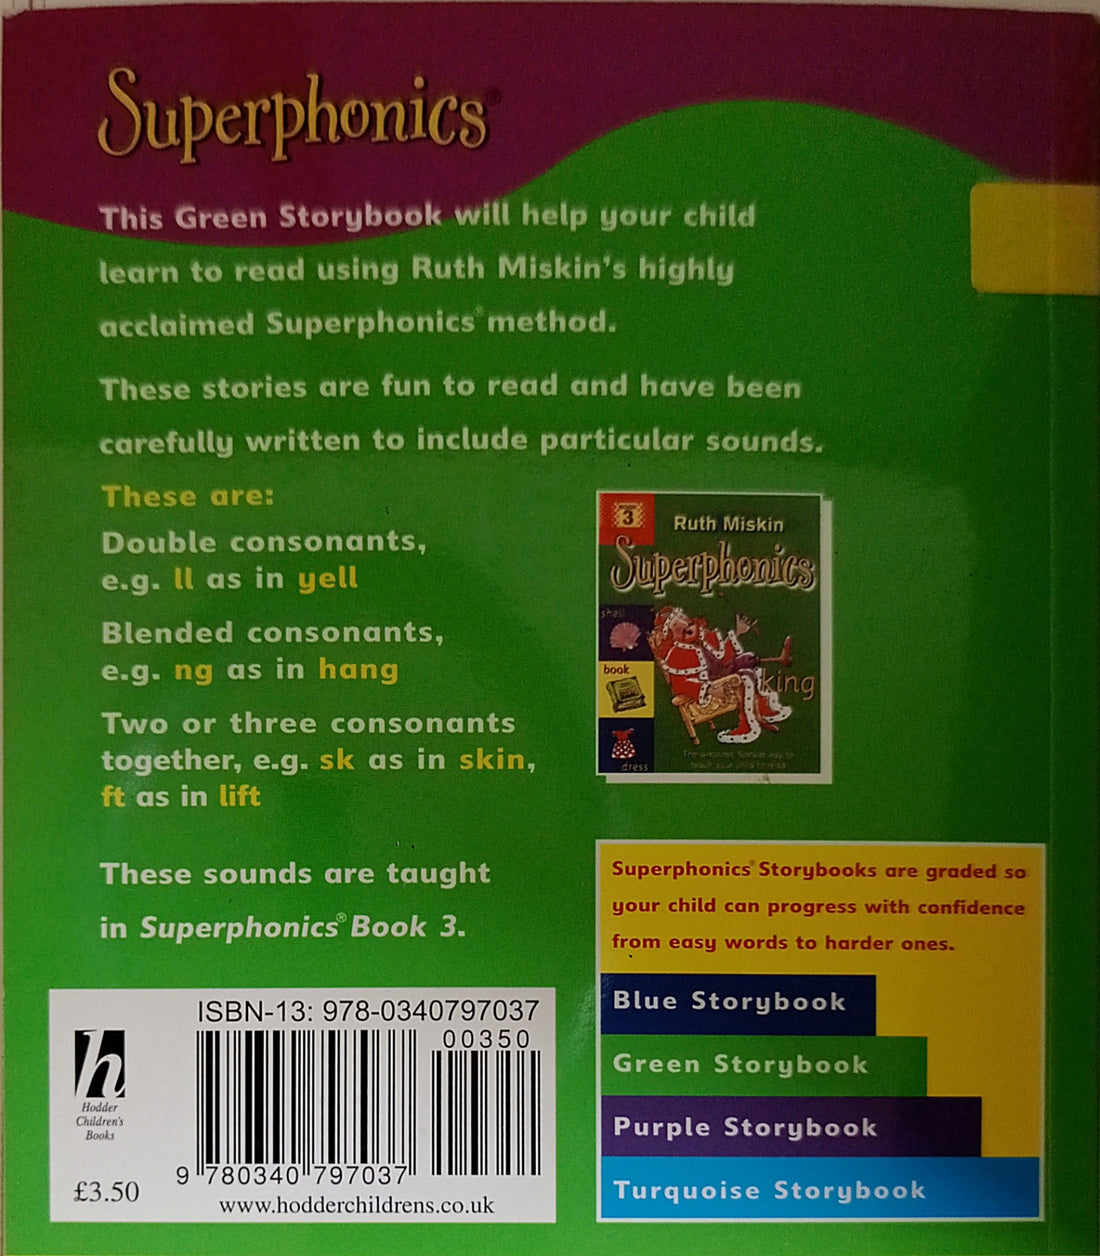 Superphonics®
This Green Storybook will help your child
learn to read using Ruth Miskin's highly
acclaimed Superphonics® method.
These stories are fun to read and have been
carefully written to include particular sounds.
These are:
Double consonants,
e.g. ll as in yell
Blended consonants,
e.g. ng as in hang
Two or three consonants
together, e.g. sk as in skin,
ft as in lift
These sounds are taught
in Superphonics® Book 3.
BOOK
3
Ruth Miskin
Superphonics
shell
book
king
dress
teach your child to read
Superphonics® Storybooks are graded so
your child can progress with confidence
from easy words to harder ones.
Blue Storybook
Green Storybook
Purple Storybook
Turquoise Storybook
ISBN-13: 978-0340797037
00350
h
Hodder
Children's
Books
9 780340 797037
£3.50
www.hodderchildrens.co.uk